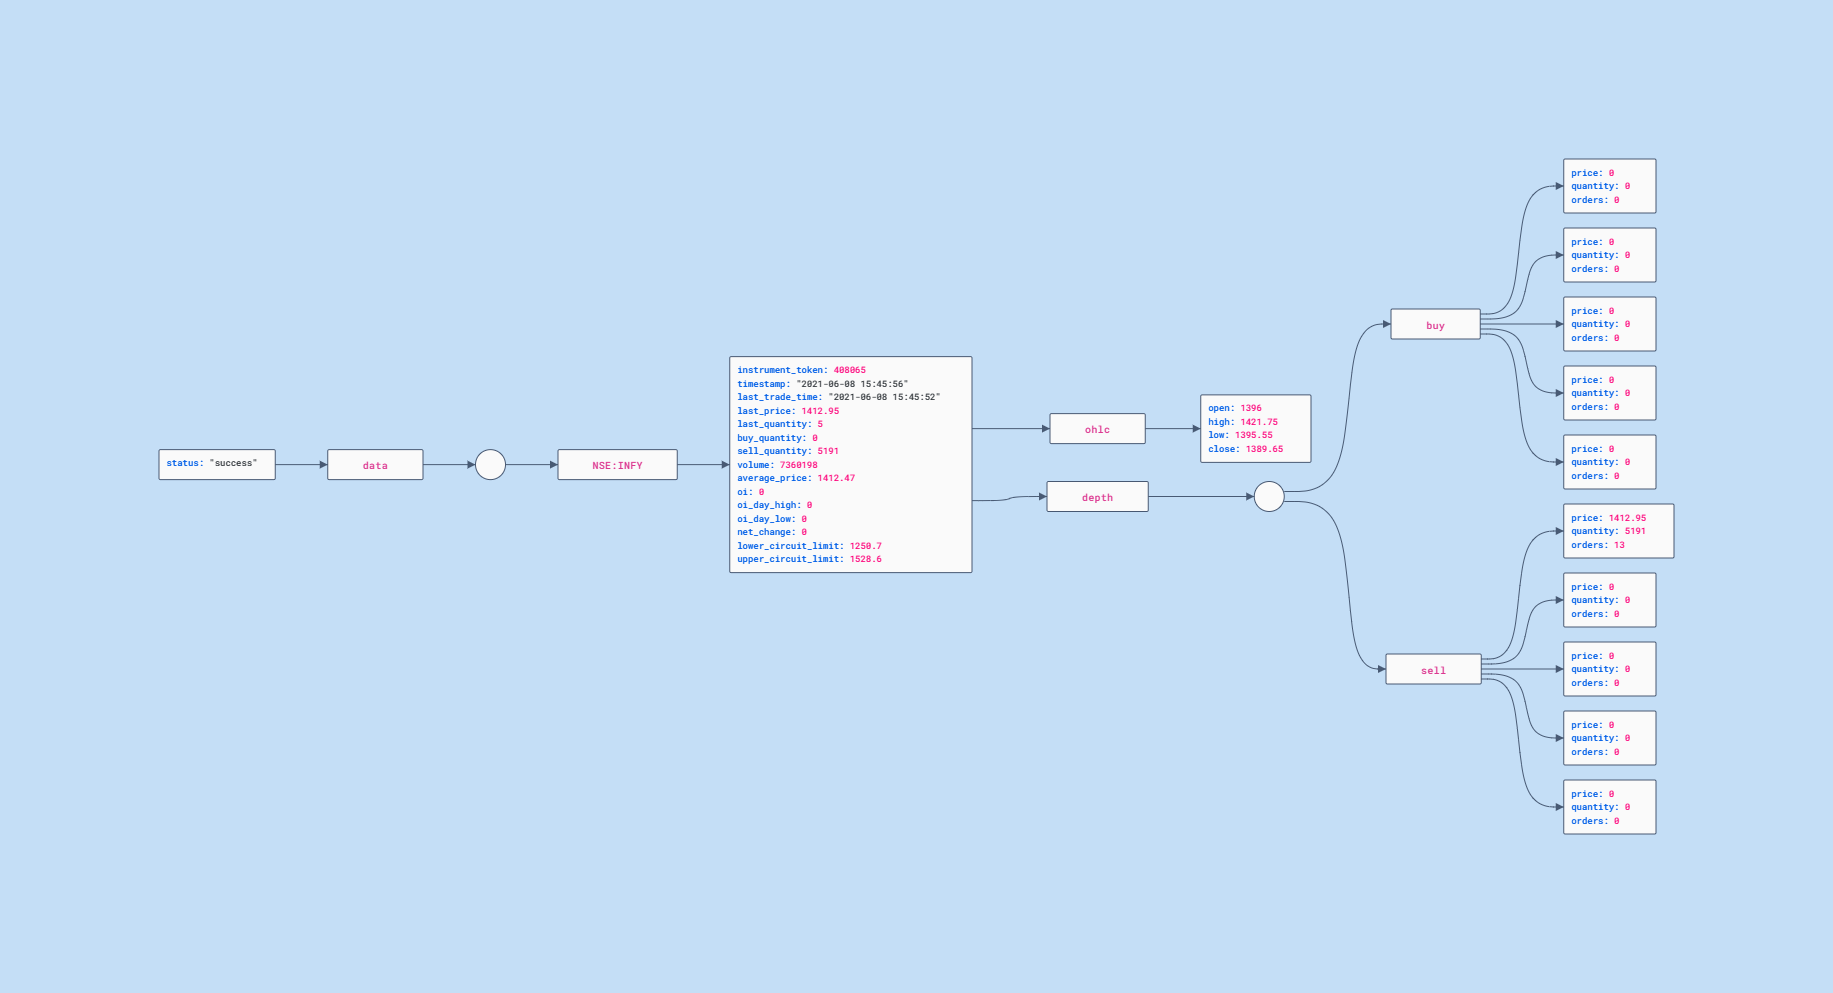 status: "success"
data
NSE:INFY
instrument_token: 408065
timestamp: "2021-06-08 15:45:56"
last_trade_time: "2021-06-08 15:45:52"
last_price: 1412.95
last_quantity: 5
buy_quantity: 0
sell_quantity: 5191
volume: 7360198
average_price: 1412.47
oi: 0
oi_day_high: 0
oi_day_low: 0
net_change: 0
lower_circuit_limit: 1250.7
upper_circuit_limit: 1528.6
ohlc
open: 1396
high: 1421.75
low: 1395.55
close: 1389.65
depth
buy
price: 0
quantity: 0
orders: 0
price: 0
quantity: 0
orders: 0
price: 0
quantity: 0
orders: 0
price: 0
quantity: 0
orders: 0
price: 0
quantity: 0
orders: 0
sell
price: 1412.95
quantity: 5191
orders: 13
price: 0
quantity: 0
orders: 0
price: 0
quantity: 0
orders: 0
price: 0
quantity: 0
orders: 0
price: 0
quantity: 0
orders: 0